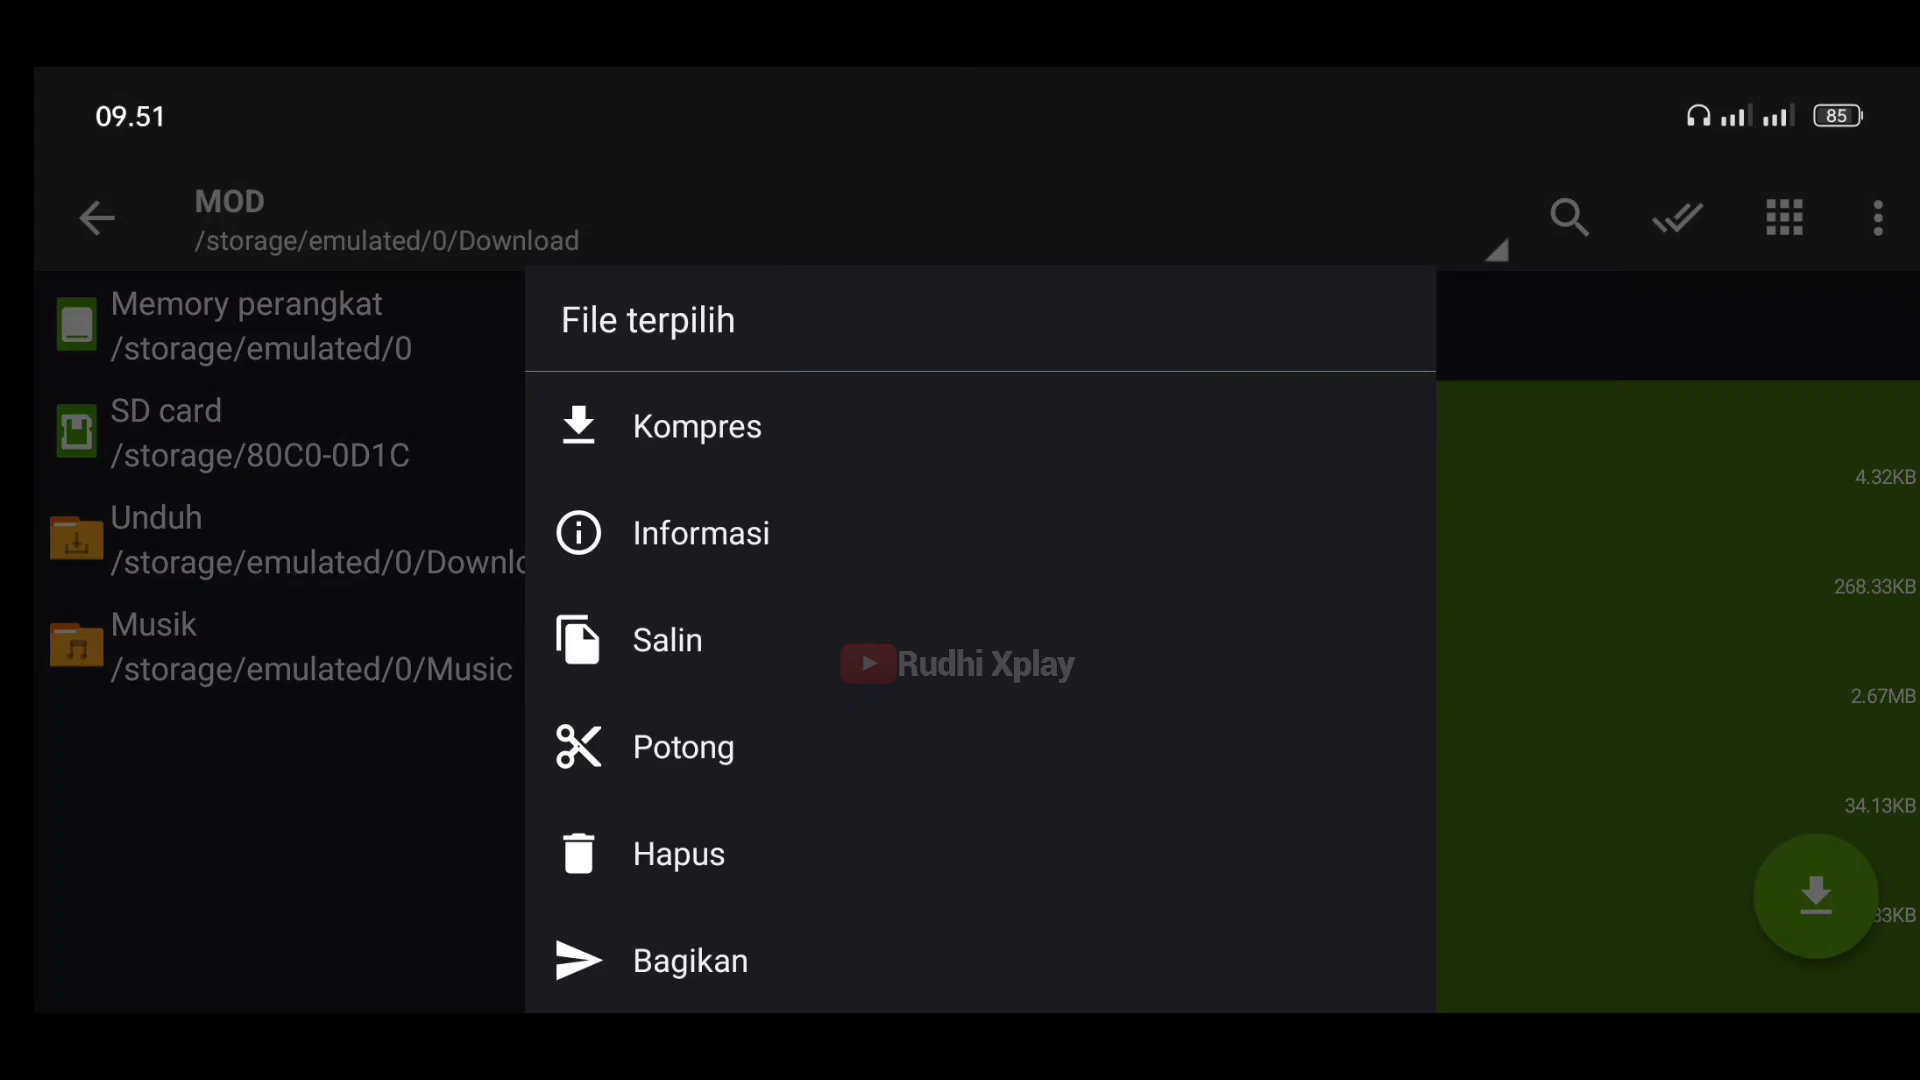 09.51
85
MOD
/storage/emulated/0/Download
Memory perangkat
/storage/emulated/0
SD card
/storage/80C0-0D1C
Unduh
/storage/emulated/0/Downlo
Musik
/storage/emulated/0/Music
File terpilih
Kompres
Informasi
Salin
Potong
Hapus
Bagikan
Rudhi Xplay
4.32KB
268.33KB
2.67MB
34.13KB